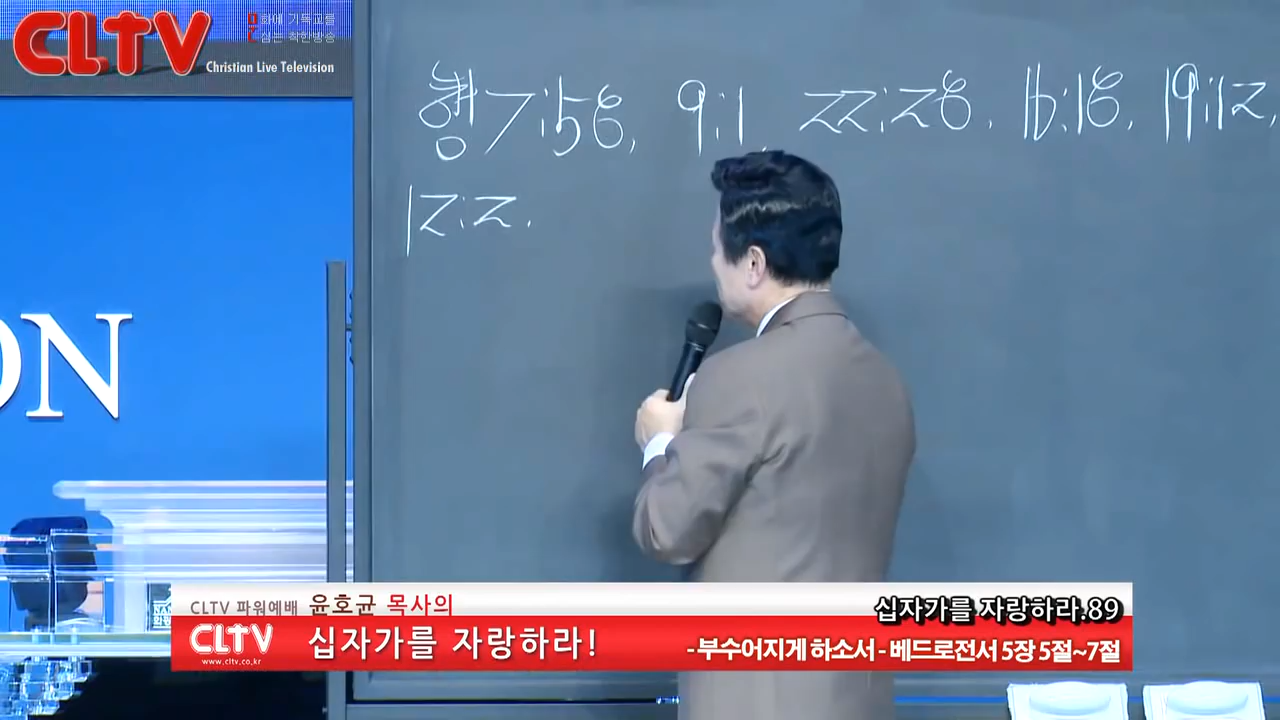 CLTV
Christian Live Television
행 7:58, 9:1, 22:28, 16:18, 19:12,
12:2.
ON
CLTV 파워예배 윤호균 목사의
십자가를 자랑하라.89
CLTV 십자가를 자랑하라!
www.cltv.co.kr
- 부수어지게 하소서 - 베드로전서 5장 5절~7절